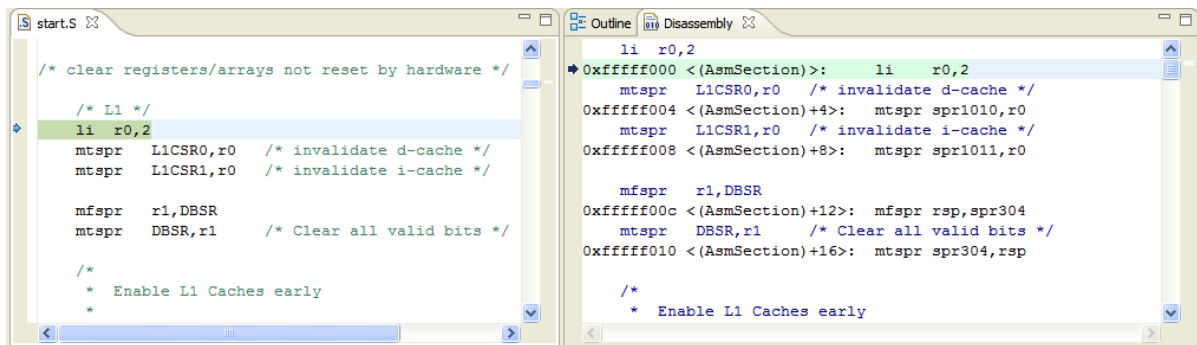 start.S
/* clear registers/arrays not reset by hardware */
/* L1 */
li r0,2
mtspr L1CSR0,r0 /* invalidate d-cache */
mtspr L1CSR1,r0 /* invalidate i-cache */
mfspr r1,DBSR
mtspr DBSR,r1 /* Clear all valid bits */
/*
* Enable L1 Caches early
*
Outline Disassembly
li r0,2
0xfffff000 <(AsmSection)>: li r0,2
mtspr L1CSR0,r0 /* invalidate d-cache */
0xfffff004 <(AsmSection)+4>: mtspr spr1010,r0
mtspr L1CSR1,r0 /* invalidate i-cache */
0xfffff008 <(AsmSection)+8>: mtspr spr1011,r0
mfspr r1,DBSR
0xfffff00c <(AsmSection)+12>: mfspr rsp,spr304
mtspr DBSR,r1 /* Clear all valid bits */
0xfffff010 <(AsmSection)+16>: mtspr spr304,rsp
/*
* Enable L1 Caches early